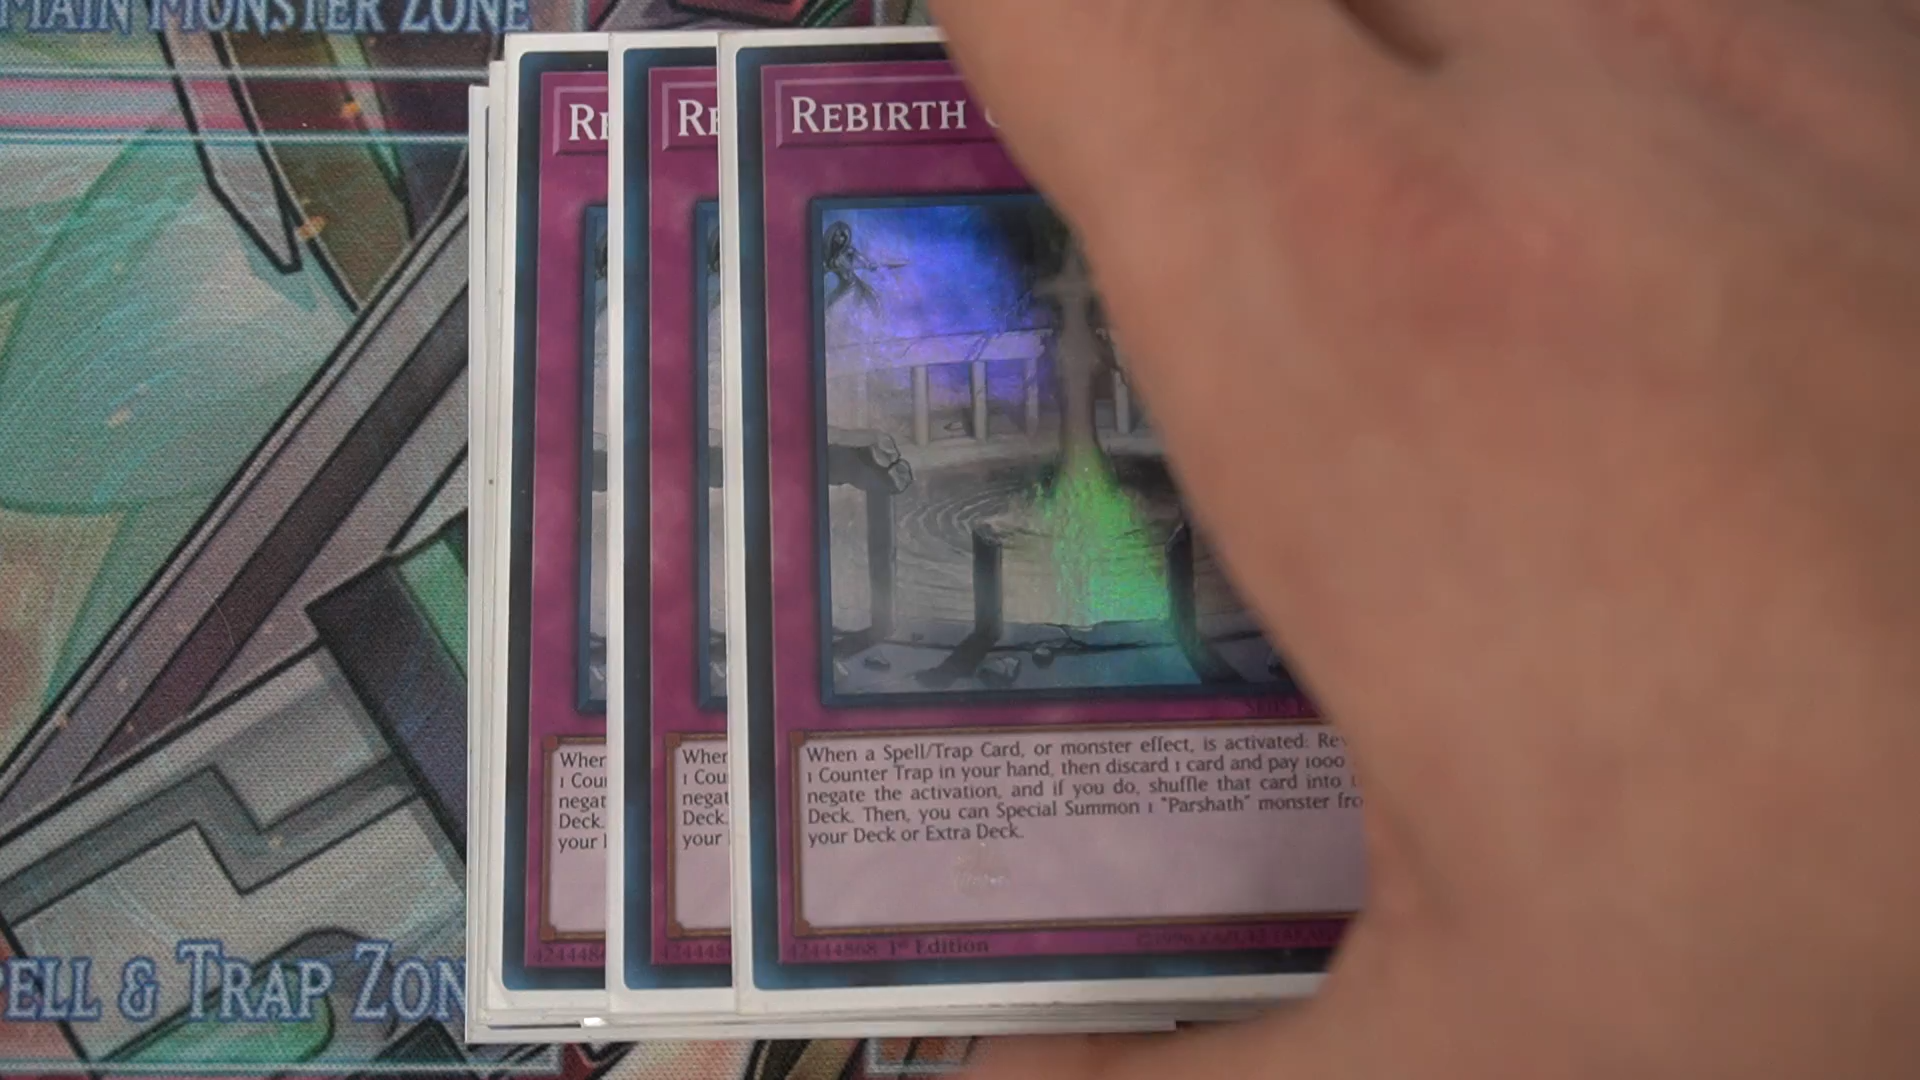 MAIN MONSTER ZONE
RE
RE
REBIRTH
When
1 Cou
negat
Deck.
your
When
1 Cou
negat
Deck.
your
When a Spell/Trap Card, or monster effect, is activated: Rev
1 Counter Trap in your hand, then discard 1 card and pay 1000
negate the activation, and if you do, shuffle that card into
Deck. Then, you can Special Summon 1 "Parshath" monster fro
your Deck or Extra Deck.
4244486
424448
42444868 1st Edition
PELL & TRAP ZON